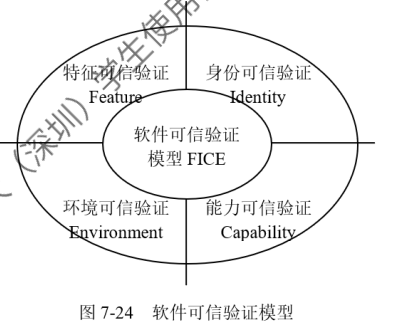 （深圳）学生使用
特征可信验证
Feature
身份可信验证
Identity
软件可信验证
模型 FICE
环境可信验证
Environment
能力可信验证
Capability
图 7-24 软件可信验证模型